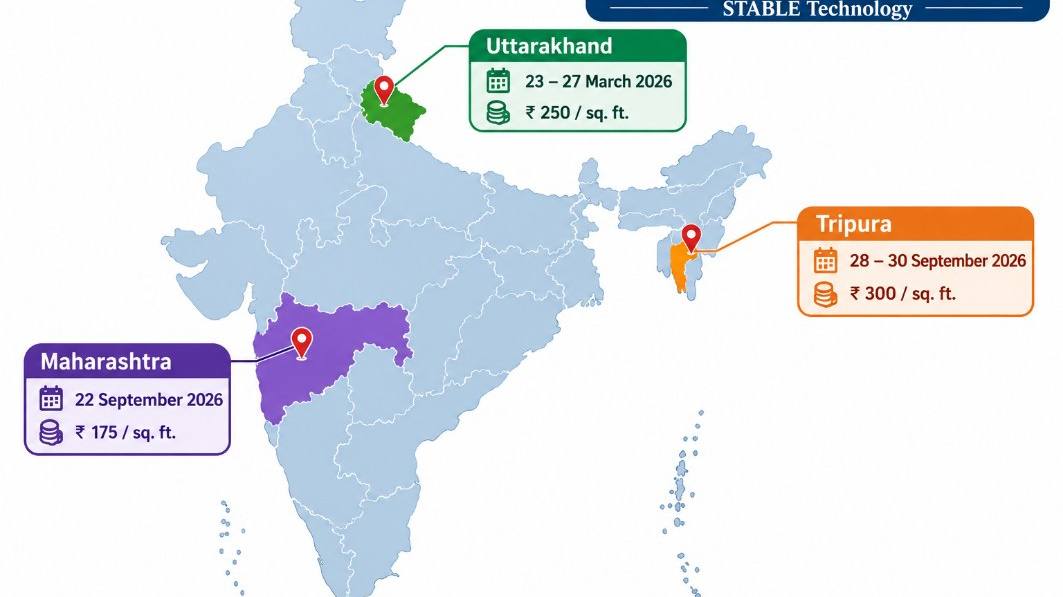 STABLE Technology
Uttarakhand
23 – 27 March 2026
₹ 250 / sq. ft.
Tripura
28 – 30 September 2026
₹ 300 / sq. ft.
Maharashtra
22 September 2026
₹ 175 / sq. ft.